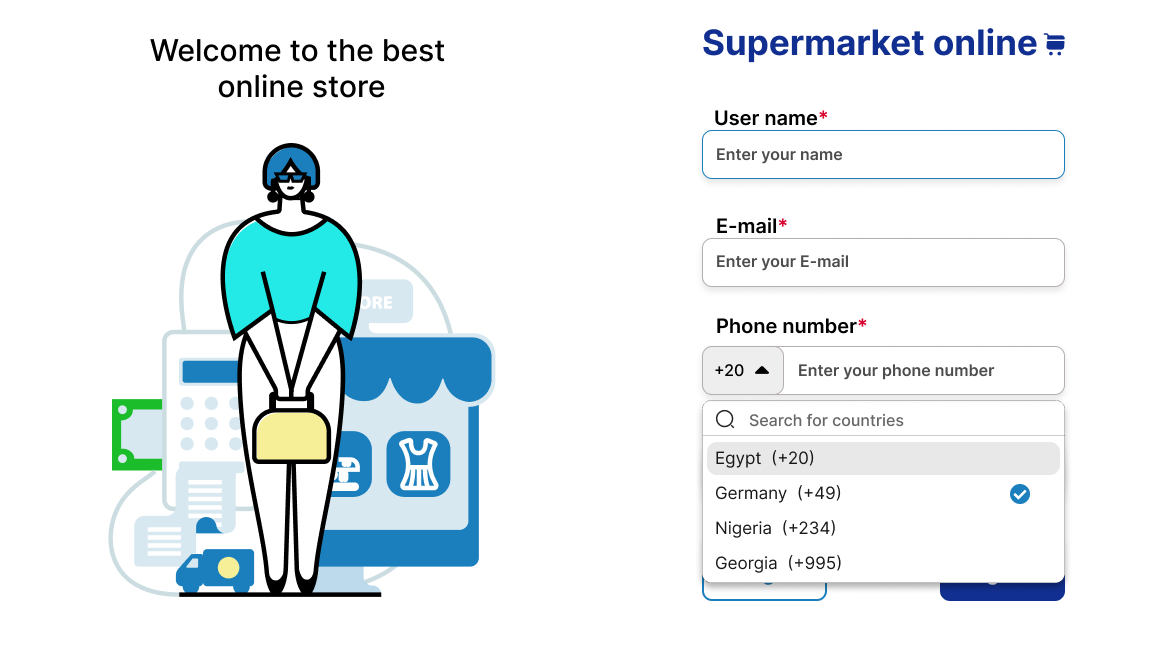 Welcome to the best
online store
Supermarket online
User name*
Enter your name
E-mail*
Enter your E-mail
Phone number*
+20
Enter your phone number
Search for countries
Egypt (+20)
Germany (+49)
Nigeria (+234)
Georgia (+995)